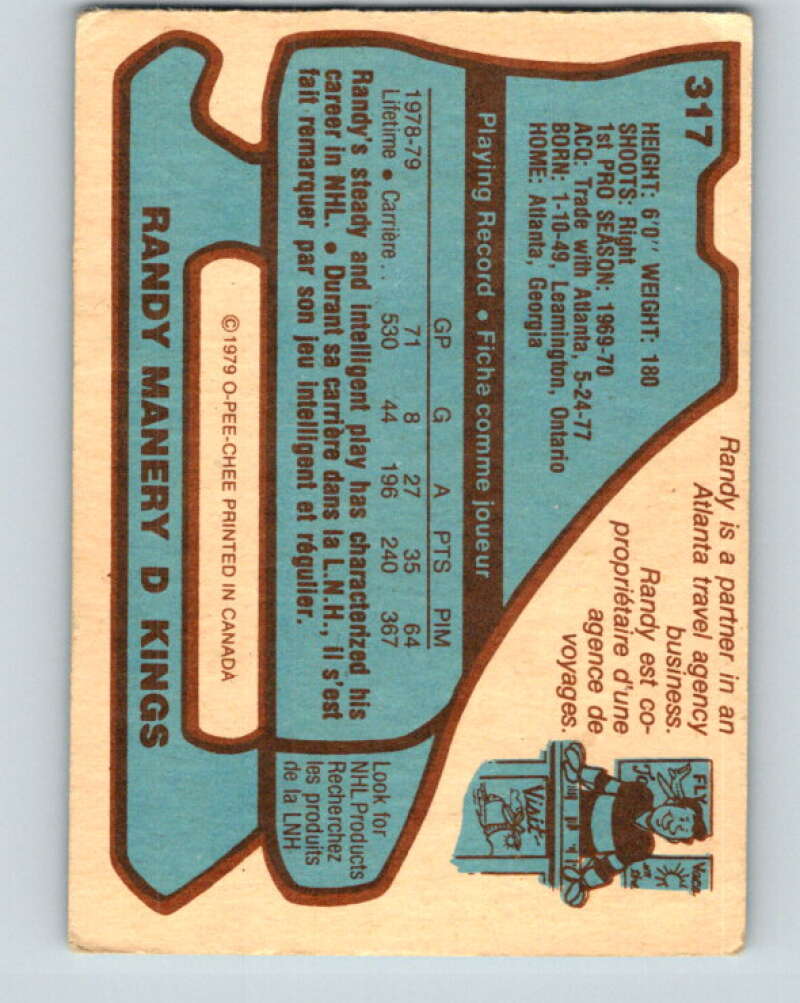 317
HEIGHT: 6'0" WEIGHT: 180
SHOOTS: Right
1st PRO SEASON: 1969-70
ACQ: Trade with Atlanta, 5-24-77
BORN: 1-10-49, Leamington, Ontario
HOME: Atlanta, Georgia
Randy is a partner in an
Atlanta travel agency
business.
Randy est co-
propriétaire d'une
agence de
voyages.
FLY
To
Visit
Playing Record • Fiche comme joueur
GP G A PTS PIM
1978-79 71 8 27 35 64
Lifetime • Carrière .. 530 44 196 240 367
Randy's steady and intelligent play has characterized his
career in NHL. • Durant sa carrière dans la L.N.H., il s'est
fait remarquer par son jeu intelligent et régulier.
Look for
NHL Products
Recherchez
les produits
de la LNH
©1979 O-PEE-CHEE PRINTED IN CANADA
RANDY MANERY D KINGS